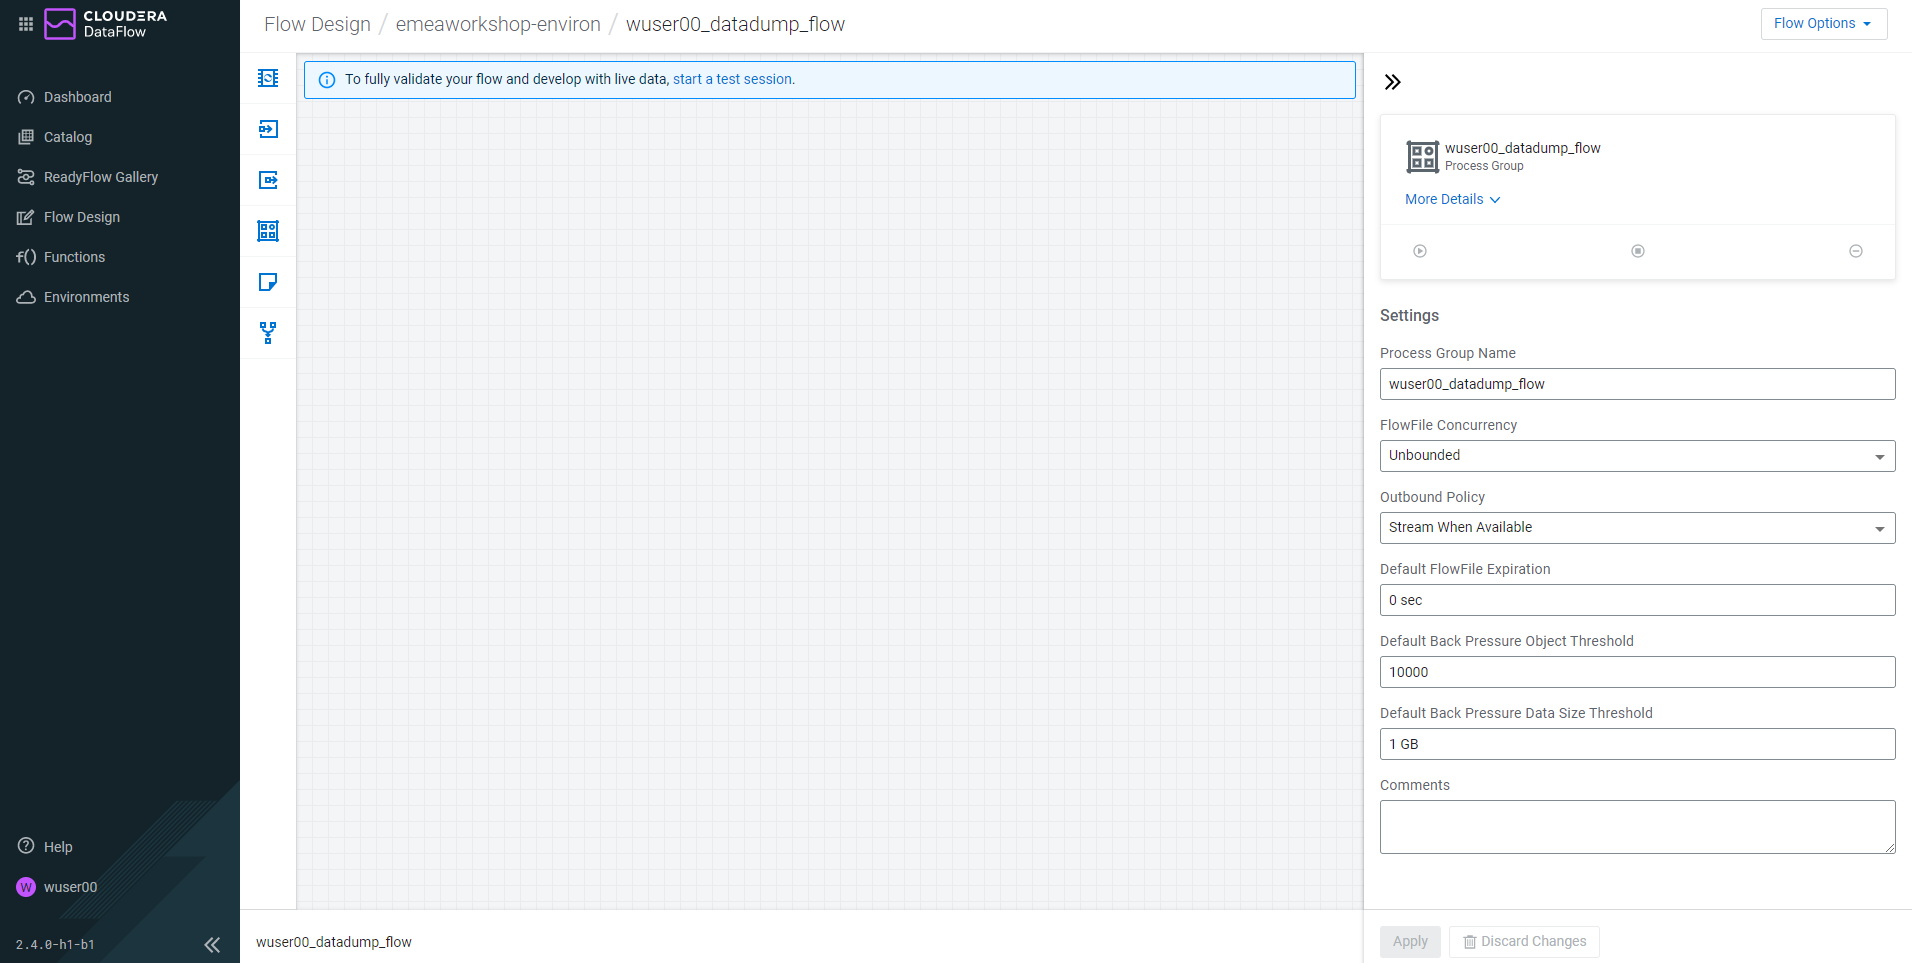 CLOUDERA
DataFlow
Dashboard
Catalog
ReadyFlow Gallery
Flow Design
f() Functions
Environments
Help
W wuser00
2.4.0-h1-b1
Flow Design / emeaworkshop-environ / wuser00_datadump_flow
Flow Options
To fully validate your flow and develop with live data, start a test session.
wuser00_datadump_flow
wuser00_datadump_flow
Process Group
More Details
Settings
Process Group Name
wuser00_datadump_flow
FlowFile Concurrency
Unbounded
Outbound Policy
Stream When Available
Default FlowFile Expiration
0 sec
Default Back Pressure Object Threshold
10000
Default Back Pressure Data Size Threshold
1 GB
Comments
Apply
Discard Changes